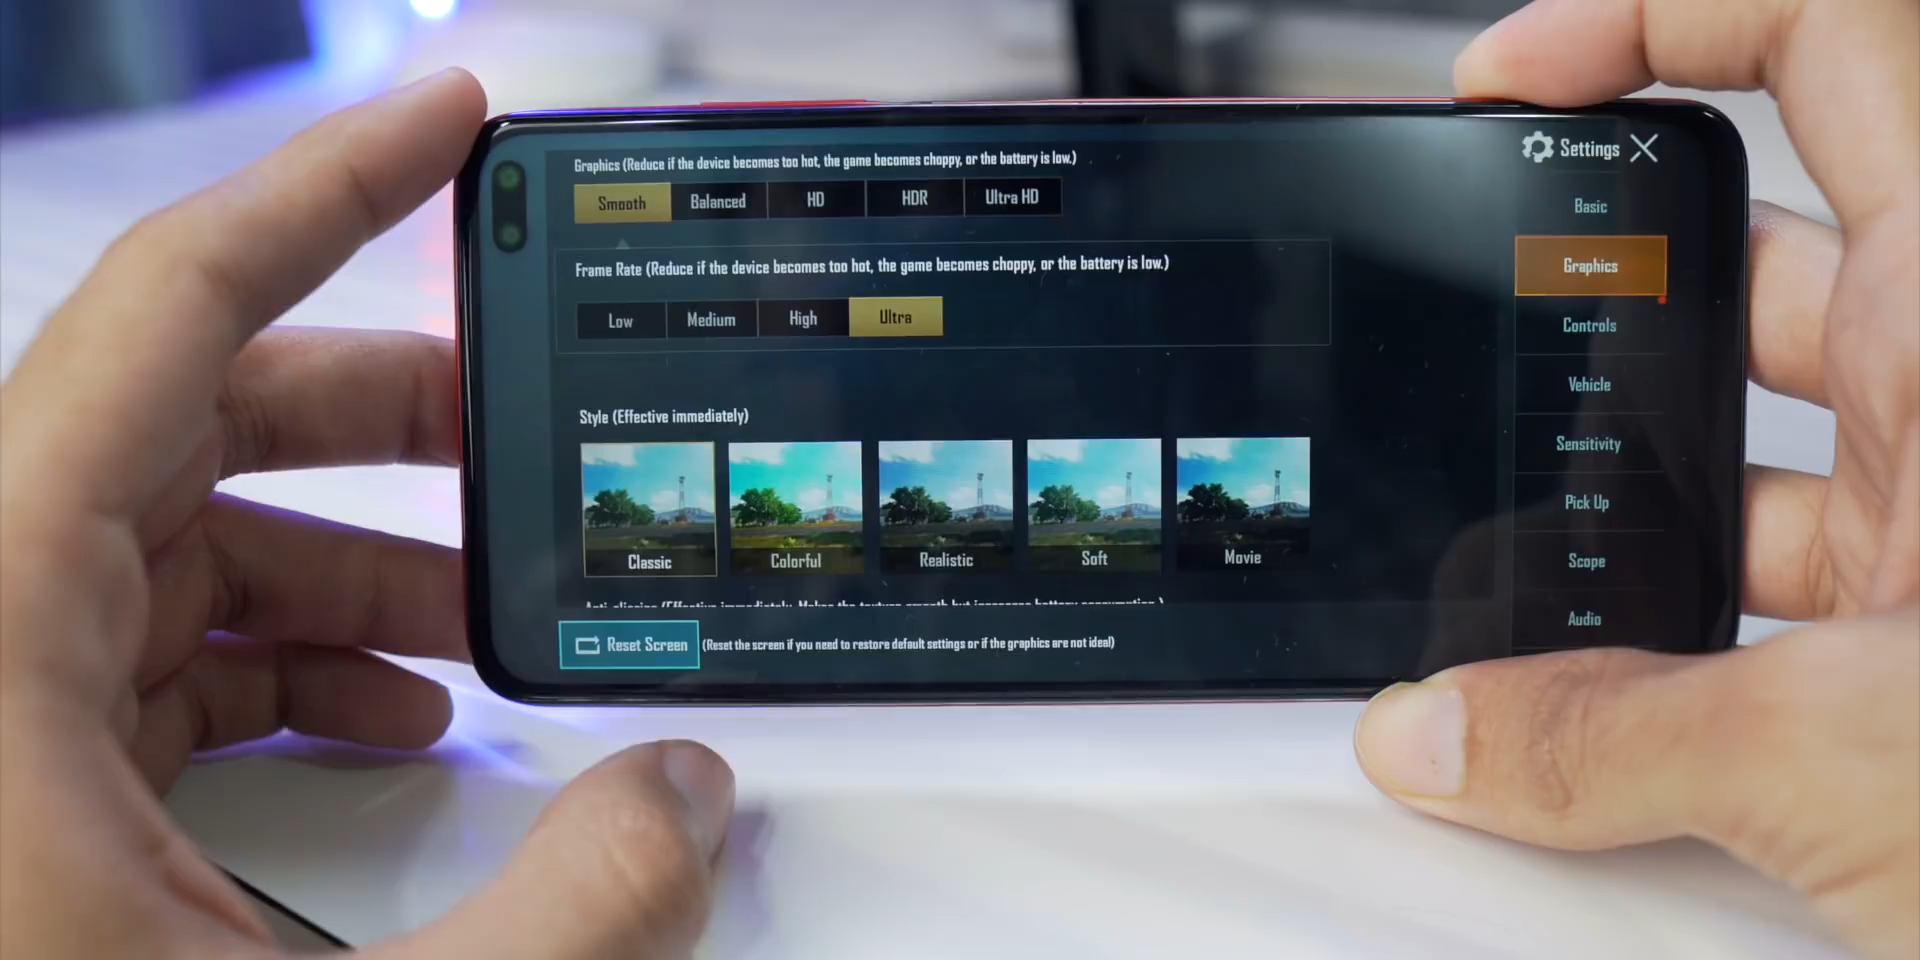 Graphics (Reduce if the device becomes too hot, the game becomes choppy, or the battery is low.)
Smooth Balanced HD HDR Ultra HD
Frame Rate (Reduce if the device becomes too hot, the game becomes choppy, or the battery is low.)
Low Medium High Ultra
Style (Effective immediately)
Classic Colorful Realistic Soft Movie
Reset Screen (Reset the screen if you need to restore default settings or if the graphics are not ideal)
Settings
Basic
Graphics
Controls
Vehicle
Sensitivity
Pick Up
Scope
Audio